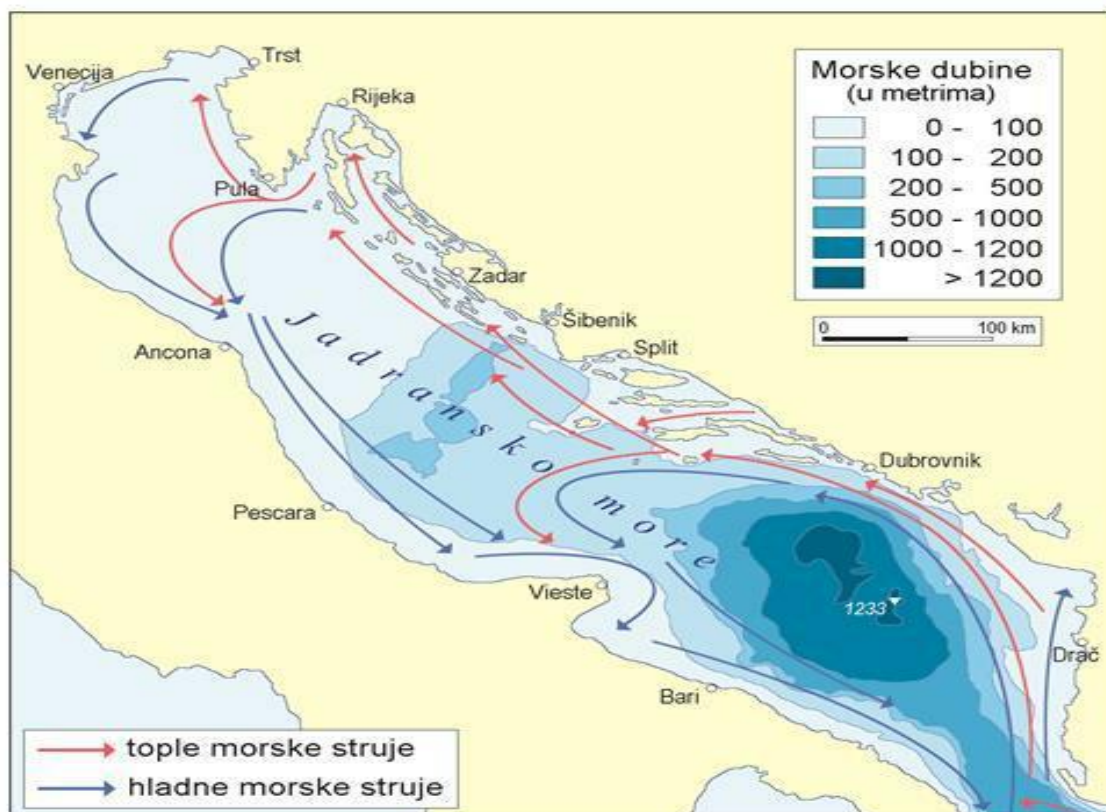 Trst
Venecija
Rijeka
Pula
Zadar
Šibenik
Split
Ancona
Jadransko more
Dubrovnik
Pescara
Vieste
1233
Drač
Bari
Morske dubine
(u metrima)
0 - 100
100 - 200
200 - 500
500 - 1000
1000 - 1200
> 1200
0 100 km
tople morske struje
hladne morske struje